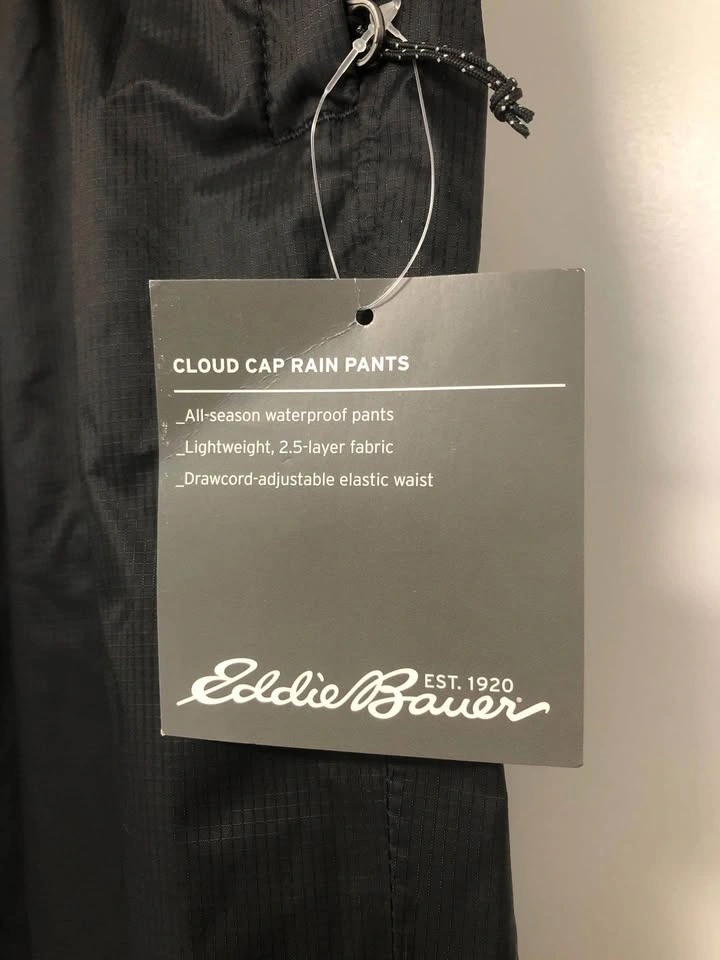 CLOUD CAP RAIN PANTS
_All-season waterproof pants
_Lightweight, 2.5-layer fabric
_Drawcord-adjustable elastic waist
EST. 1920
Eddie Bauer